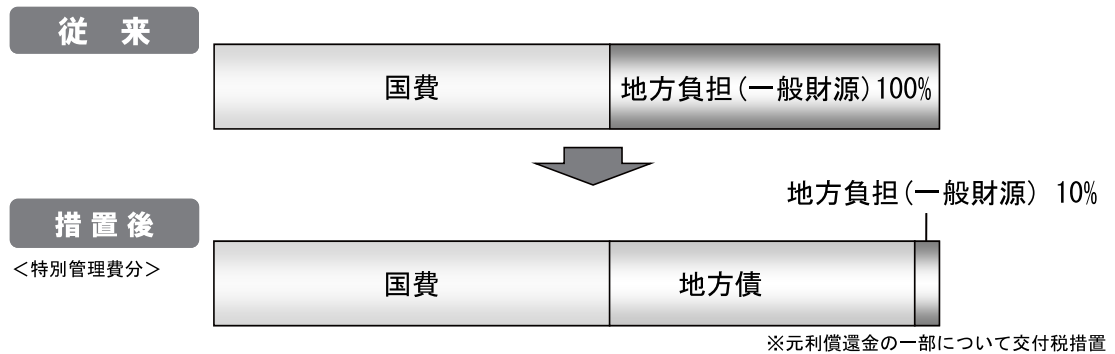 従　来
国費
地方負担（一般財源）100%
地方負担（一般財源） 10%
措置後
＜特別管理費分＞
国費
地方債
※元利償還金の一部について交付税措置